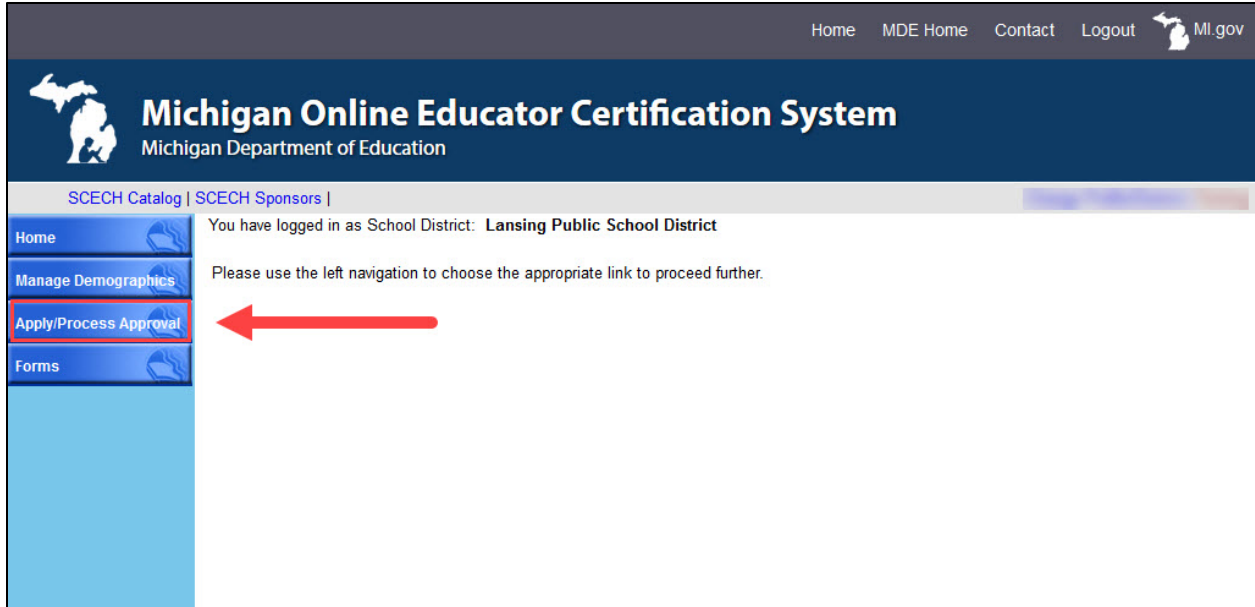 Home MDE Home Contact Logout MI.gov
Michigan Online Educator Certification System
Michigan Department of Education
SCECH Catalog | SCECH Sponsors |
You have logged in as School District: Lansing Public School District
Home
Please use the left navigation to choose the appropriate link to proceed further.
Manage Demographics
Apply/Process Approval
Forms